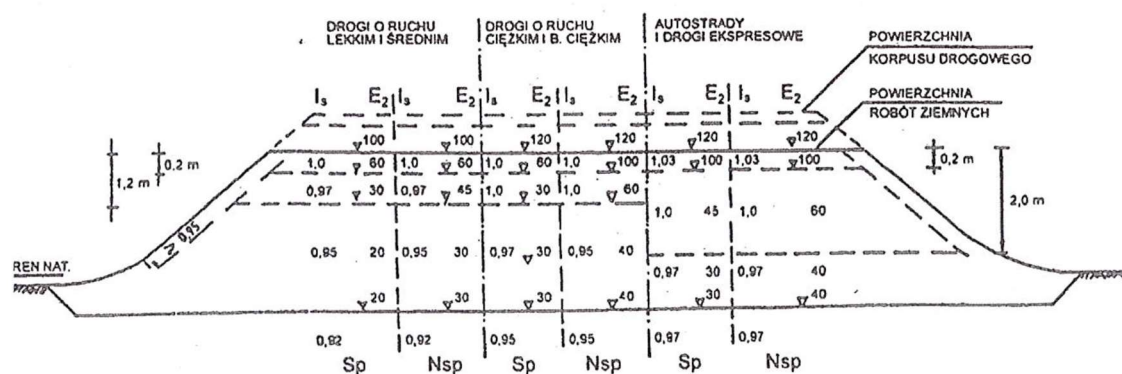 DROGI O RUCHU
LEKKIM I ŚREDNIM
DROGI O RUCHU
CIĘŻKIM I B. CIĘŻKIM
AUTOSTRADY
I DROGI EKSPRESOWE
POWIERZCHNIA
KORPUSU DROGOWEGO
POWIERZCHNIA
ROBÓT ZIEMNYCH
Is E2 Is E2 Is E2 Is E2 Is E2 Is E2
100 100 120 120 120 120
1,0 60 1,0 60 1,0 60 1,0 100 1,03 100 1,03 100
0,2 m
1,2 m
0,2 m
2,0 m
0,97 30 0,97 45 1,0 30 1,0 60
1,0 45 1,0 60
Is ≥ 0,95
0,95 20 0,95 30 0,97 30 0,95 40
0,97 30 0,97 40
REN NAT.
20 30 30 40 30 40
0,92 0,92 0,95 0,95 0,97 0,97
Sp Nsp Sp Nsp Sp Nsp